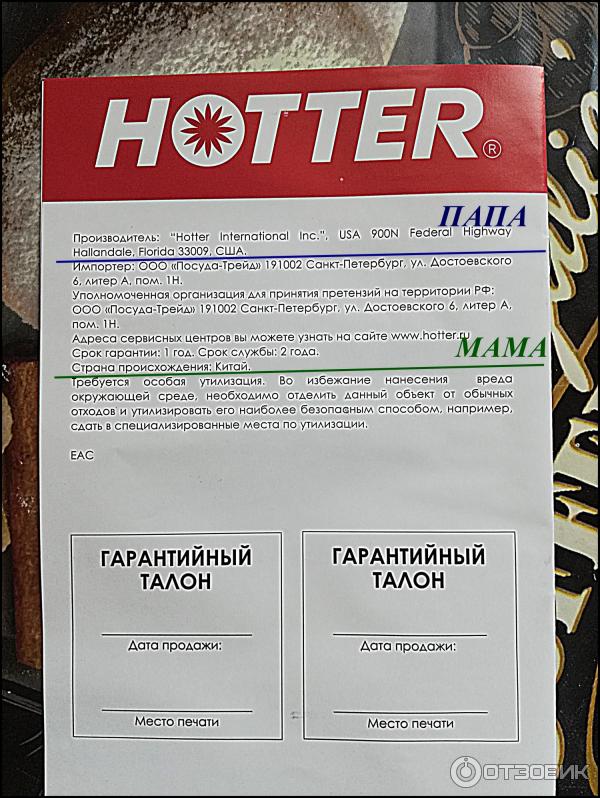 HOTTER®
ПАПА
Производитель: "Hotter International Inc.", USA 900N Federal Highway
Hallandale, Florida 33009, США.
Импортер: ООО «Посуда-Трейд» 191002 Санкт-Петербург, ул. Достоевского
6, литер А, пом. 1Н.
Уполномоченная организация для принятия претензий на территории РФ:
ООО «Посуда-Трейд» 191002 Санкт-Петербург, ул. Достоевского 6, литер А,
пом. 1Н.
Адреса сервисных центров вы можете узнать на сайте www.hotter.ru
МАМА
Срок гарантии: 1 год. Срок службы: 2 года.
Страна происхождения: Китай.
Требуется особая утилизация. Во избежание нанесения вреда
окружающей среде, необходимо отделить данный объект от обычных
отходов и утилизировать его наиболее безопасным способом, например,
сдать в специализированные места по утилизации.
EAC
ГАРАНТИЙНЫЙ
ТАЛОН
Дата продажи:
Место печати
ГАРАНТИЙНЫЙ
ТАЛОН
Дата продажи:
Место печати
ОТЗОВИК